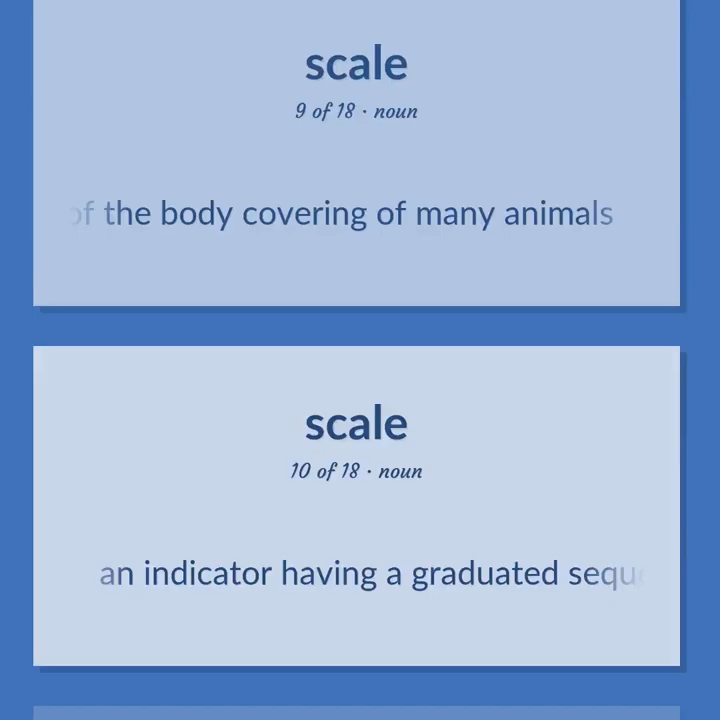 scale
9 of 18 · noun
of the body covering of many animals
scale
10 of 18 · noun
an indicator having a graduated